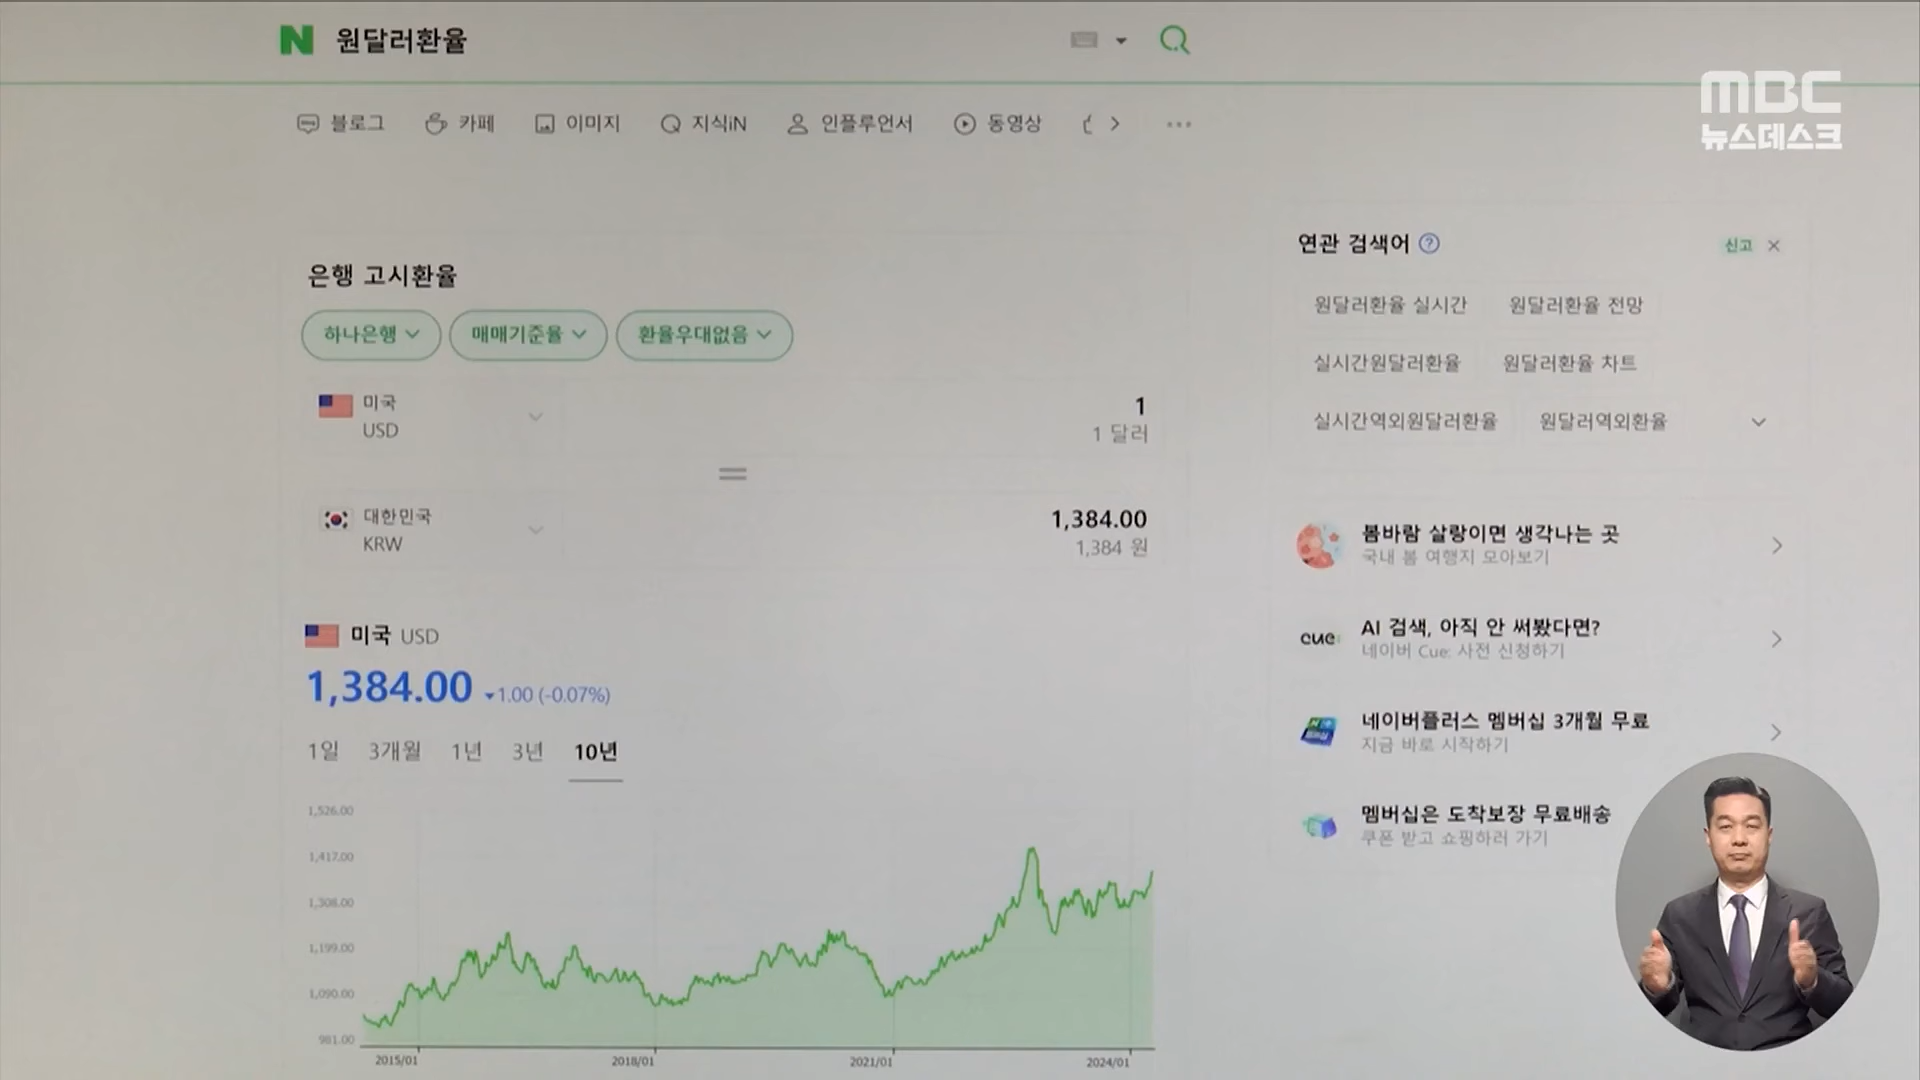 N 원달러환율
MBC
뉴스데스크
블로그 카페 이미지 지식iN 인플루언서 동영상
은행 고시환율
하나은행 매매기준율 환율우대없음
미국
USD
1
1 달러
대한민국
KRW
1,384.00
1,384 원
미국 USD
1,384.00 ▾1.00 (-0.07%)
1일 3개월 1년 3년 10년
1,526.00
1,417.00
1,308.00
1,199.00
1,090.00
981.00
2015/01 2018/01 2021/01 2024/01
연관 검색어 ? 신고 ×
원달러환율 실시간 원달러환율 전망
실시간원달러환율 원달러환율 차트
실시간역외원달러환율 원달러역외환율
봄바람 살랑이면 생각나는 곳
국내 봄 여행지 모아보기
cue:
AI 검색, 아직 안 써봤다면?
네이버 Cue: 사전 신청하기
네이버플러스 멤버십 3개월 무료
지금 바로 시작하기
멤버십은 도착보장 무료배송
쿠폰 받고 쇼핑하러 가기